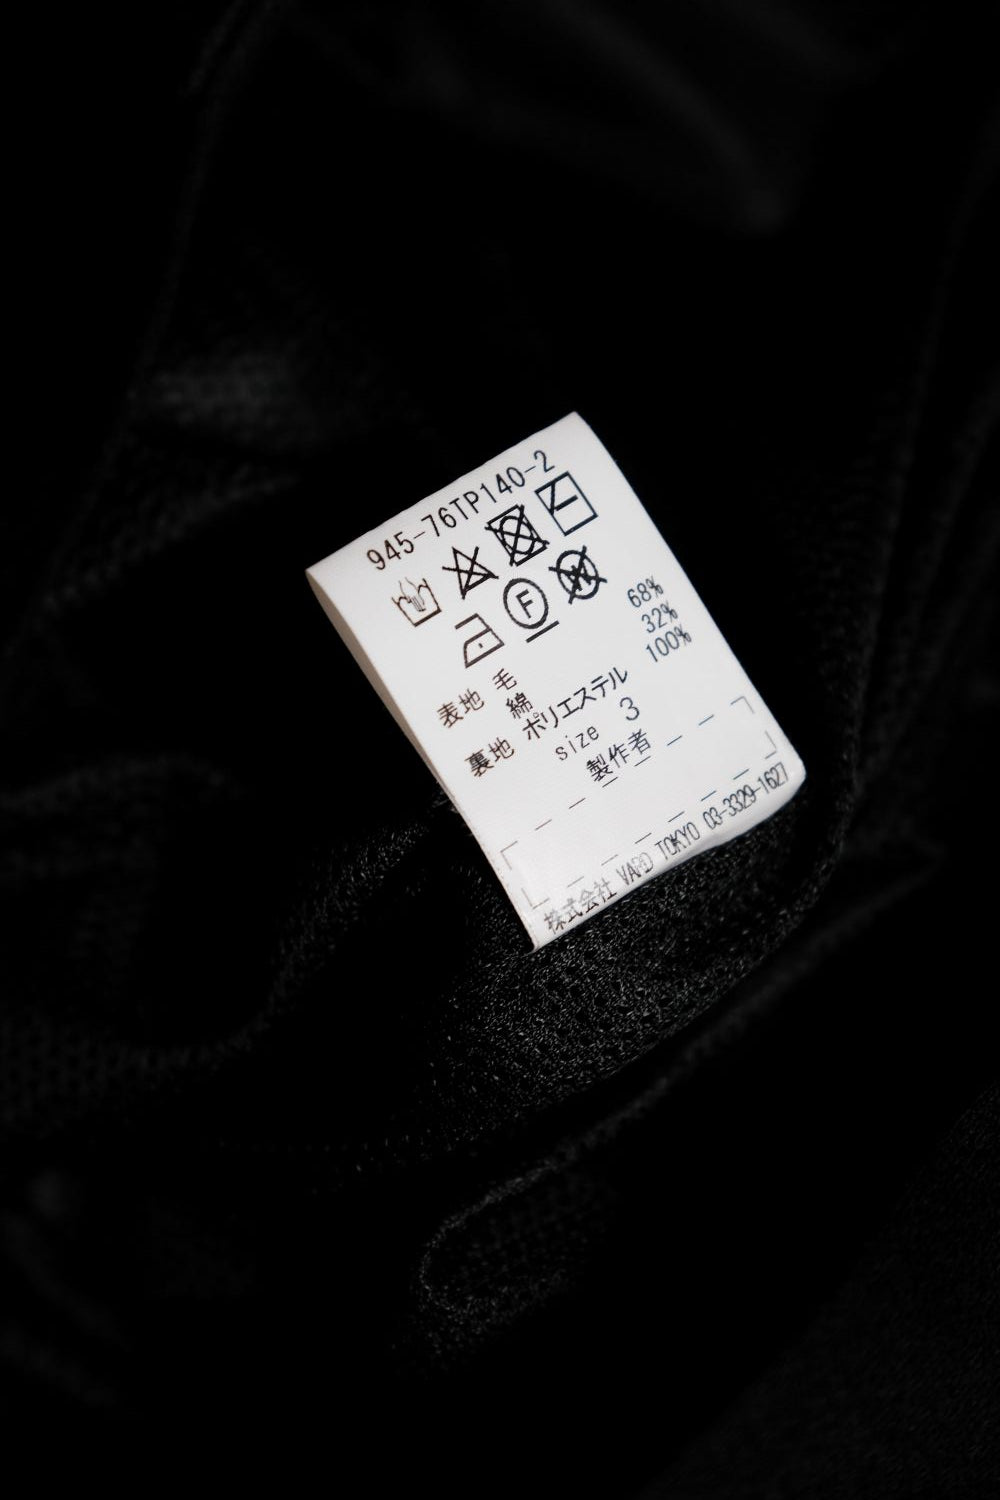 945-76TP140-2
F
W
表地 毛 68%
綿 32%
裏地 ポリエステル 100%
size 3
製作者
株式会社 VARD TOKYO 03-3329-1627